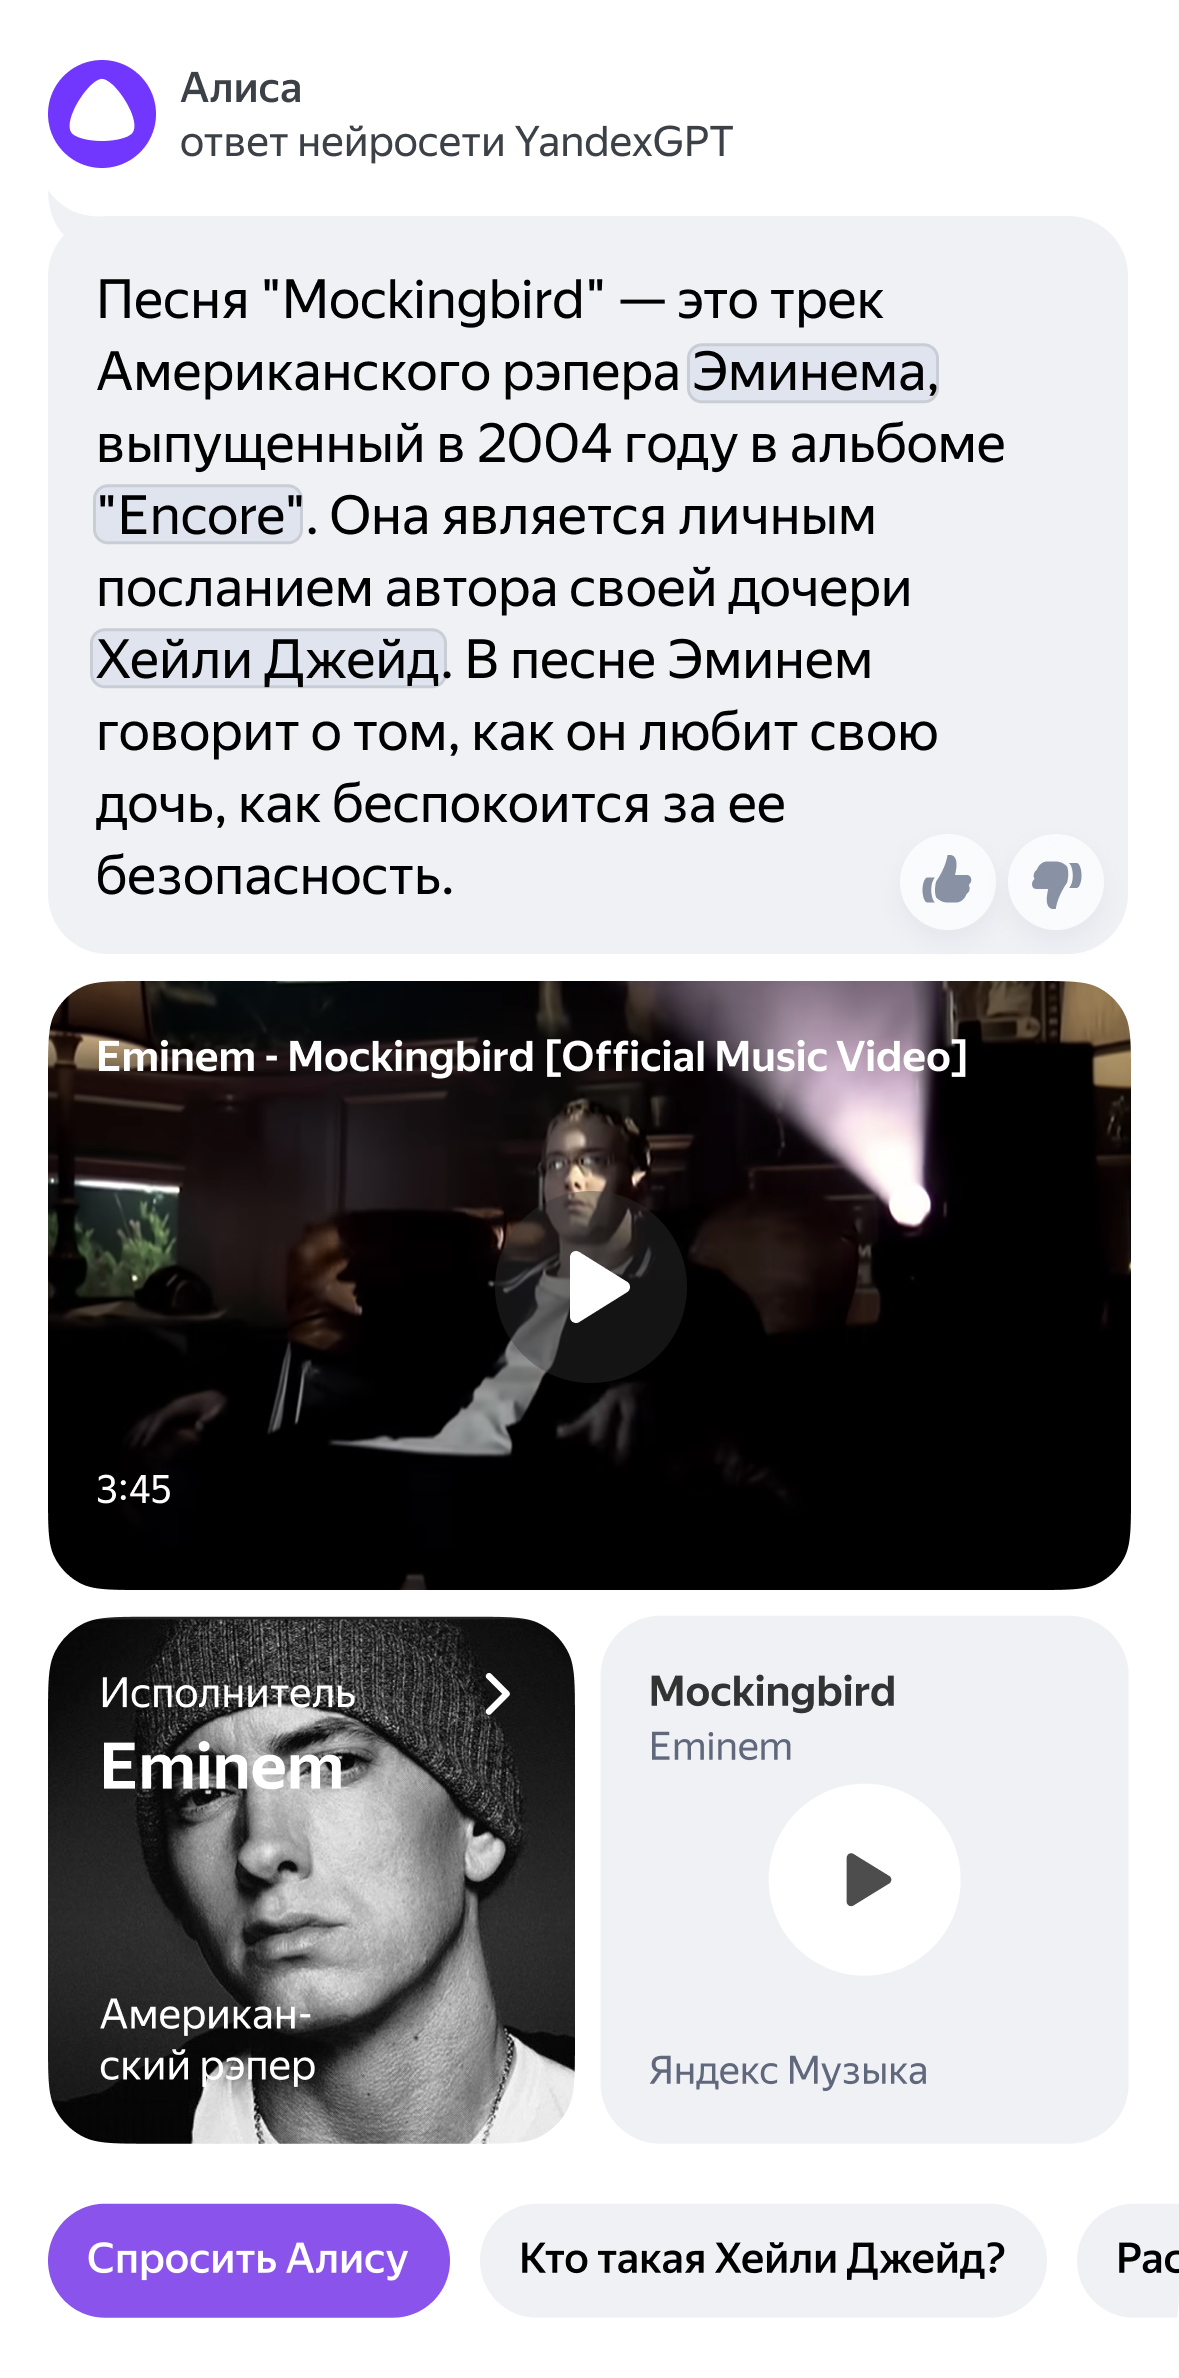 Алиса
ответ нейросети YandexGPT
Песня "Mockingbird" — это трек
Американского рэпера Эминема,
выпущенный в 2004 году в альбоме
"Encore". Она является личным
посланием автора своей дочери
Хейли Джейд. В песне Эминем
говорит о том, как он любит свою
дочь, как беспокоится за ее
безопасность.
Eminem - Mockingbird [Official Music Video]
3:45
Исполнитель
Eminem
Американ-
ский рэпер
Mockingbird
Eminem
Яндекс Музыка
Спросить Алису
Кто такая Хейли Джейд?